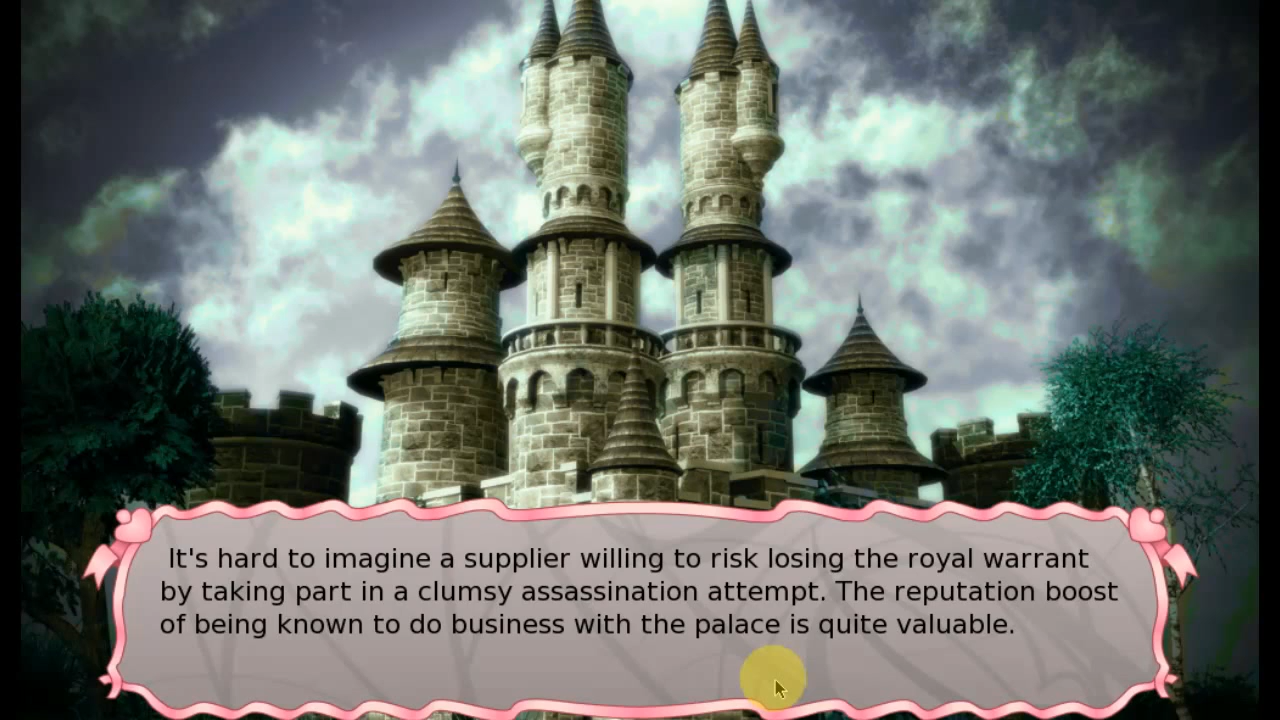 It's hard to imagine a supplier willing to risk losing the royal warrant
by taking part in a clumsy assassination attempt. The reputation boost
of being known to do business with the palace is quite valuable.